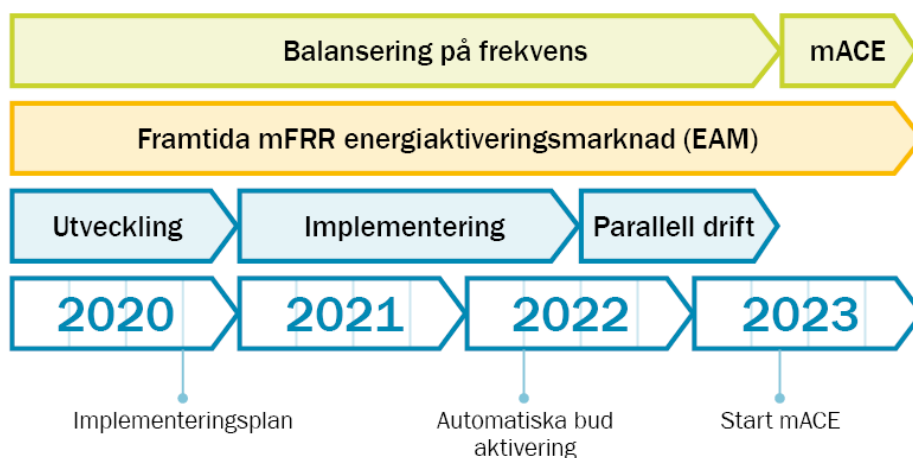 Balansering på frekvens
mACE
Framtida mFRR energiaktiveringsmarknad (EAM)
Utveckling
Implementering
Parallell drift
2020
2021
2022
2023
Implementeringsplan
Automatiska bud
aktivering
Start mACE